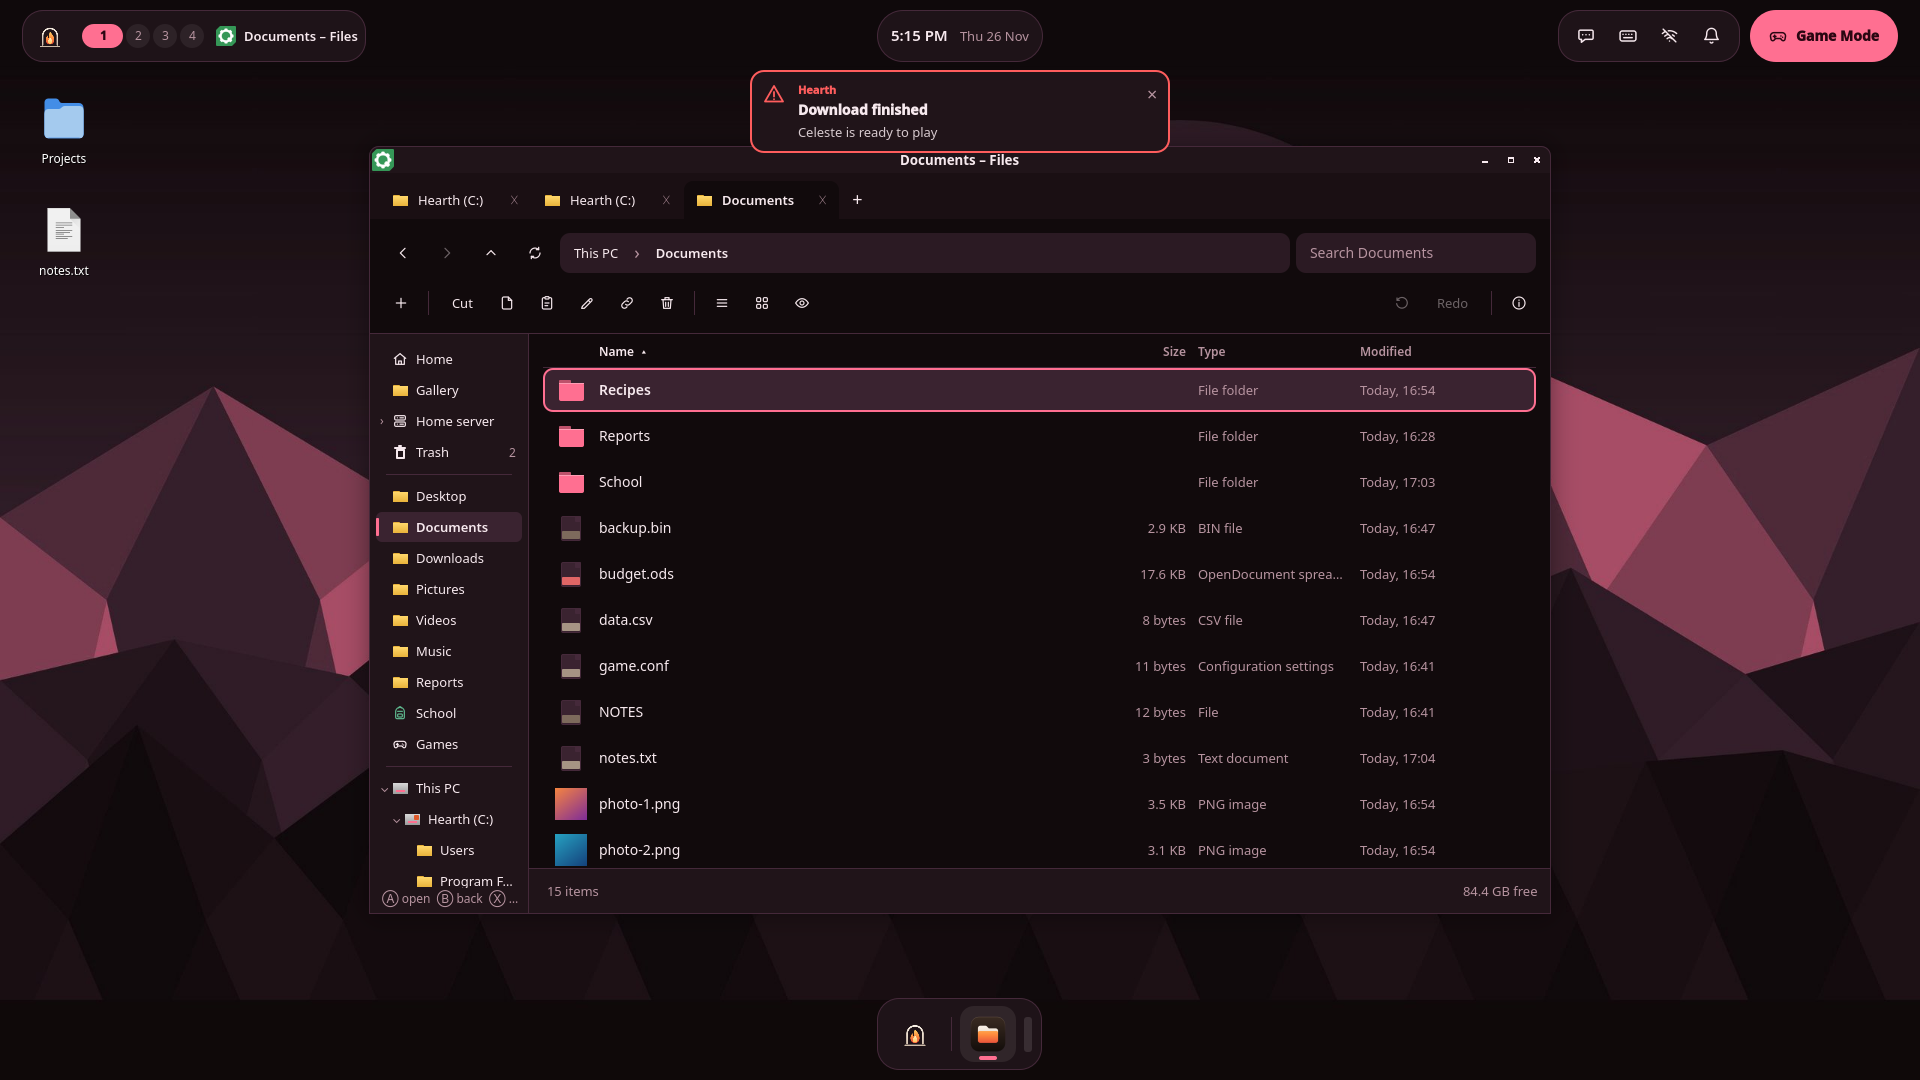 1 2 3 4 Documents – Files
5:15 PM Thu 26 Nov
Game Mode
Hearth
Download finished
Celeste is ready to play
Projects
notes.txt
Documents – Files
Hearth (C:) X Hearth (C:) X Documents X +
This PC › Documents
Search Documents
Cut
Redo
Home
Gallery
Home server
Trash 2
Desktop
Documents
Downloads
Pictures
Videos
Music
Reports
School
Games
This PC
Hearth (C:)
Users
Program F...
A open B back X ...
Name Size Type Modified
Recipes File folder Today, 16:54
Reports File folder Today, 16:28
School File folder Today, 17:03
backup.bin 2.9 KB BIN file Today, 16:47
budget.ods 17.6 KB OpenDocument sprea... Today, 16:54
data.csv 8 bytes CSV file Today, 16:47
game.conf 11 bytes Configuration settings Today, 16:41
NOTES 12 bytes File Today, 16:41
notes.txt 3 bytes Text document Today, 17:04
photo-1.png 3.5 KB PNG image Today, 16:54
photo-2.png 3.1 KB PNG image Today, 16:54
15 items 84.4 GB free